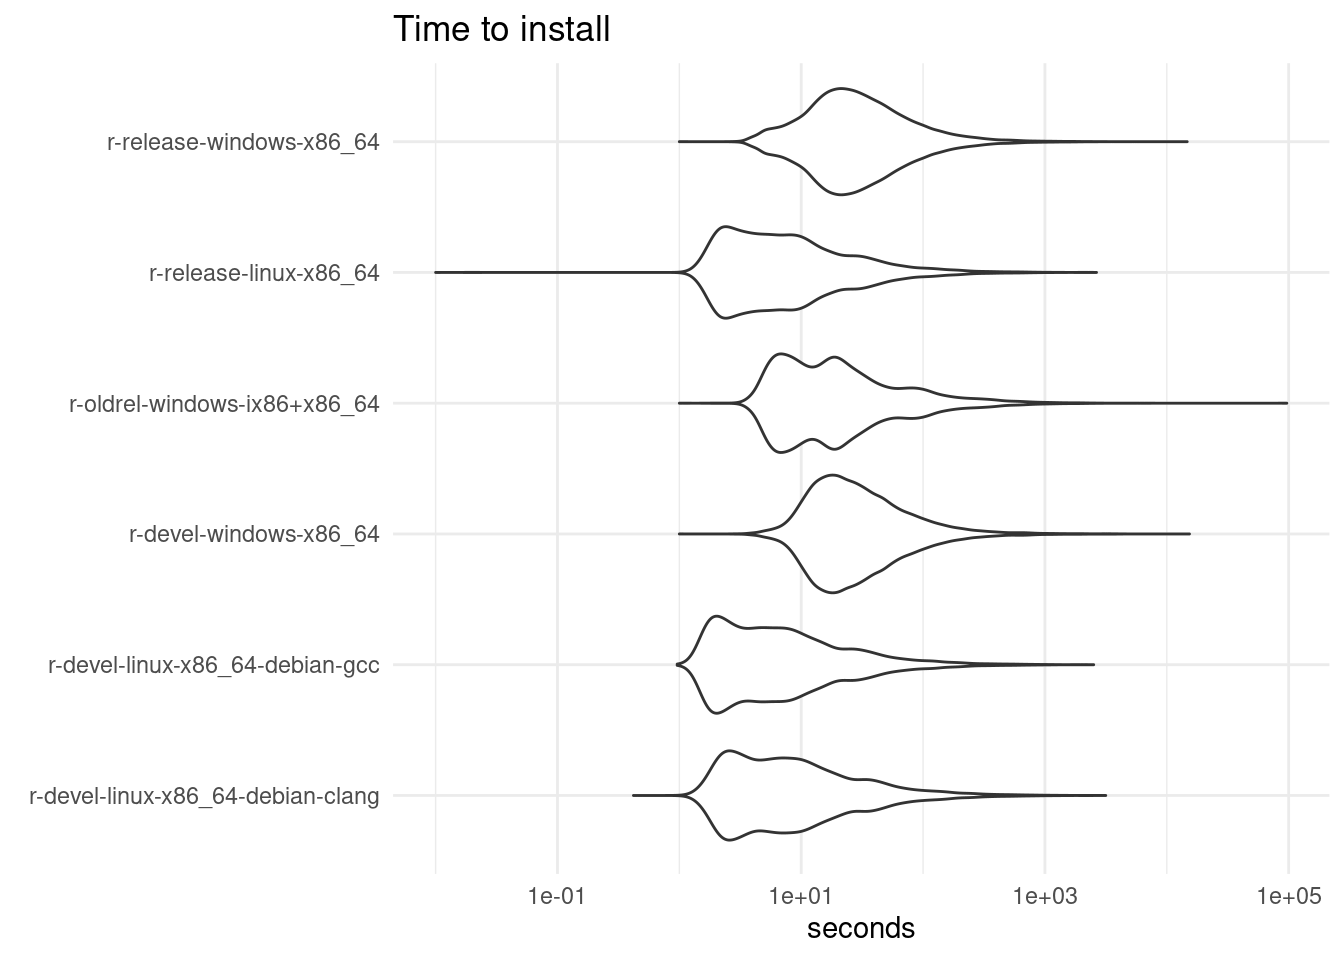 Time to install
r-release-windows-x86_64
r-release-linux-x86_64
r-oldrel-windows-ix86+x86_64
r-devel-windows-x86_64
r-devel-linux-x86_64-debian-gcc
r-devel-linux-x86_64-debian-clang
1e-01 1e+01 1e+03 1e+05
seconds